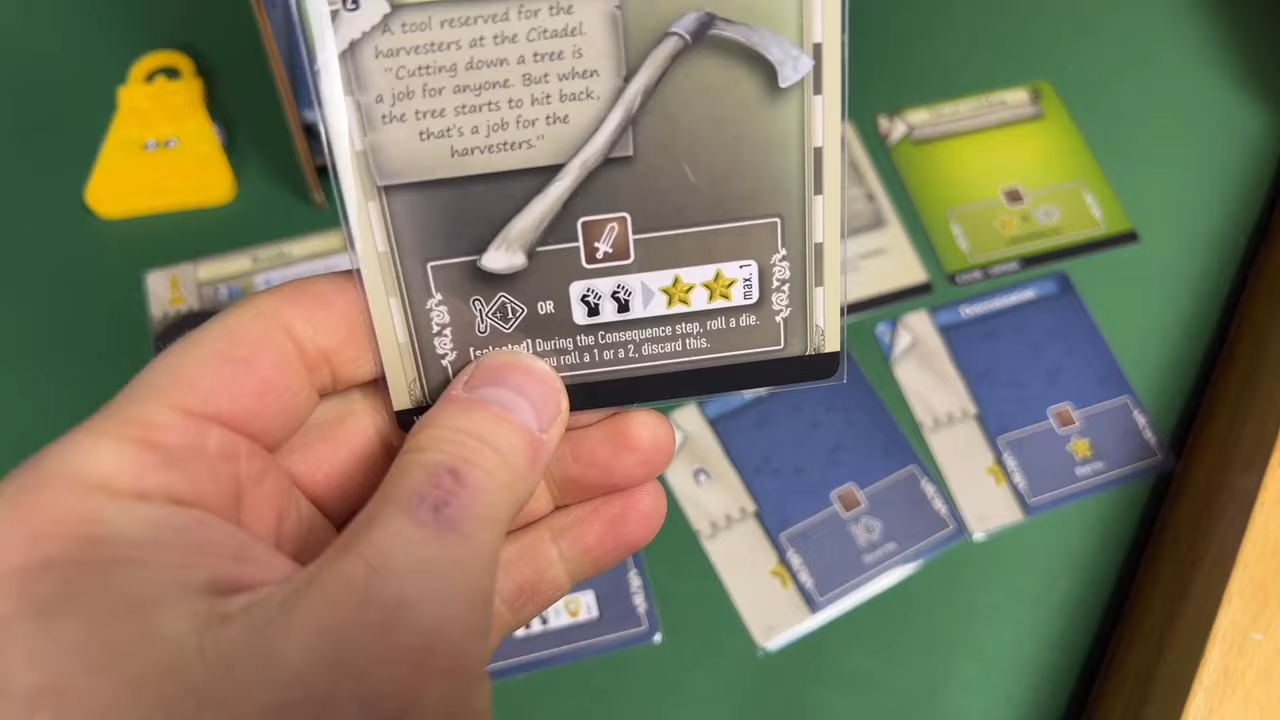 G
A tool reserved for the
harvesters at the Citadel.
"Cutting down a tree is
a job for anyone. But when
the tree starts to hit back,
that's a job for the
harvesters."
+1 OR max. 1
[selected] During the Consequence step, roll a die.
you roll a 1 or a 2, discard this.